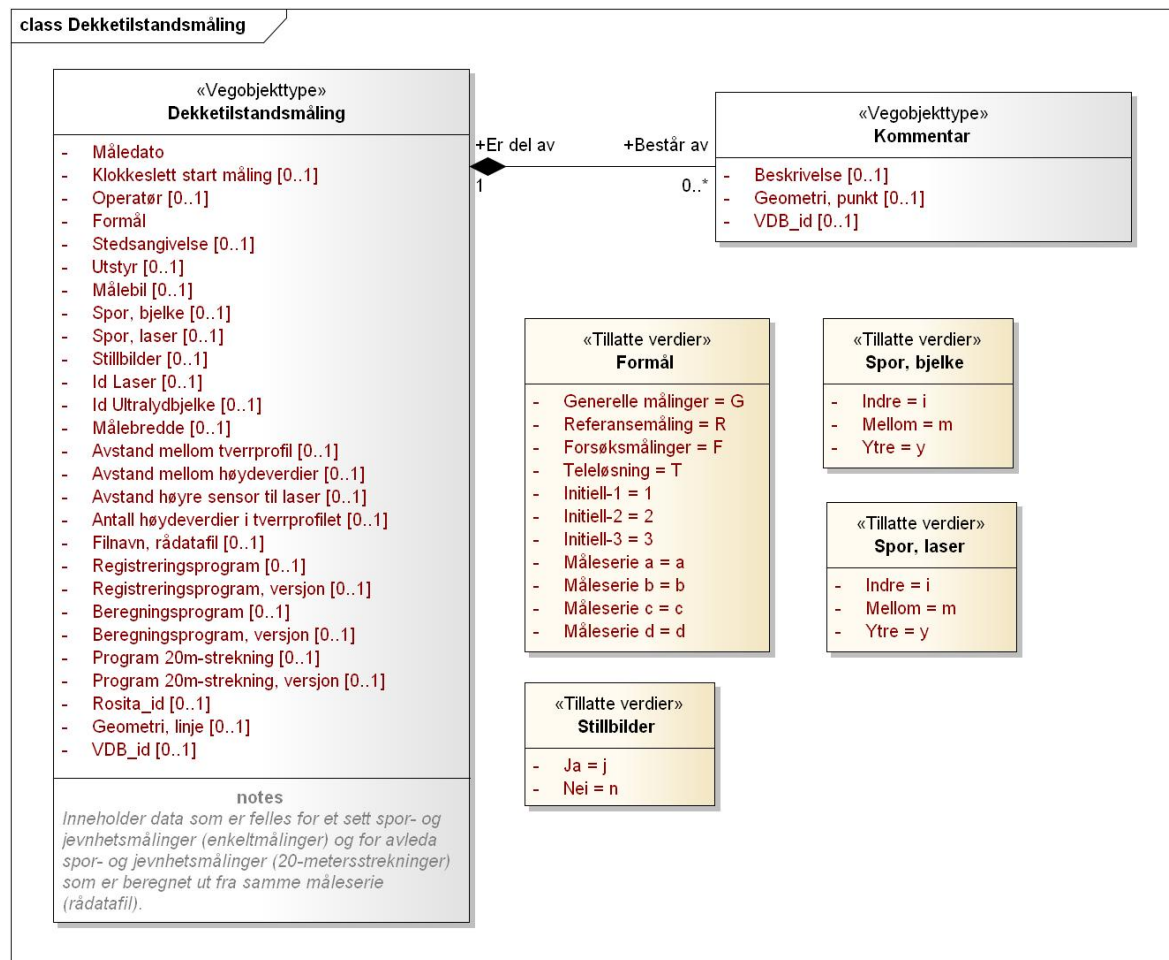 class Dekketilstandsmåling
«Vegobjekttype»
Dekketilstandsmåling
- Måledato
- Klokkeslett start måling [0..1]
- Operatør [0..1]
- Formål
- Stedsangivelse [0..1]
- Utstyr [0..1]
- Målebil [0..1]
- Spor, bjelke [0..1]
- Spor, laser [0..1]
- Stillbilder [0..1]
- Id Laser [0..1]
- Id Ultralydbjelke [0..1]
- Målebredde [0..1]
- Avstand mellom tverrprofil [0..1]
- Avstand mellom høydeverdier [0..1]
- Avstand høyre sensor til laser [0..1]
- Antall høydeverdier i tverrprofilet [0..1]
- Filnavn, rådatafil [0..1]
- Registreringsprogram [0..1]
- Registreringsprogram, versjon [0..1]
- Beregningsprogram [0..1]
- Beregningsprogram, versjon [0..1]
- Program 20m-strekning [0..1]
- Program 20m-strekning, versjon [0..1]
- Rosita_id [0..1]
- Geometri, linje [0..1]
- VDB_id [0..1]
notes
Inneholder data som er felles for et sett spor- og
jevnhetsmålinger (enkeltmålinger) og for avleda
spor- og jevnhetsmålinger (20-metersstrekninger)
som er beregnet ut fra samme måleserie
(rådatafil).
+Er del av
+Består av
1
0..*
«Vegobjekttype»
Kommentar
- Beskrivelse [0..1]
- Geometri, punkt [0..1]
- VDB_id [0..1]
«Tillatte verdier»
Formål
- Generelle målinger = G
- Referansemåling = R
- Forsøksmålinger = F
- Teleløsning = T
- Initiell-1 = 1
- Initiell-2 = 2
- Initiell-3 = 3
- Måleserie a = a
- Måleserie b = b
- Måleserie c = c
- Måleserie d = d
«Tillatte verdier»
Spor, bjelke
- Indre = i
- Mellom = m
- Ytre = y
«Tillatte verdier»
Spor, laser
- Indre = i
- Mellom = m
- Ytre = y
«Tillatte verdier»
Stillbilder
- Ja = j
- Nei = n